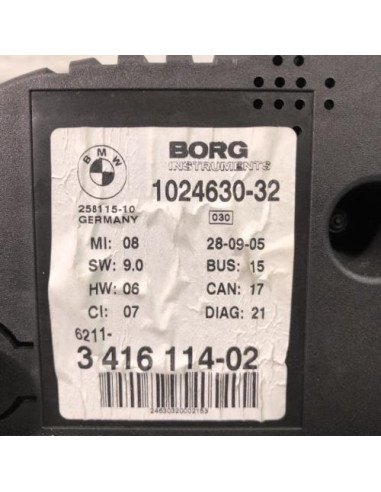 BMW
BORG
INSTRUMENTS
1024630-32
258115-10
GERMANY
030
MI: 08
28-09-05
SW: 9.0
BUS: 15
HW: 06
CAN: 17
CI: 07
DIAG: 21
6211-
3 416 114-02
24630320002153